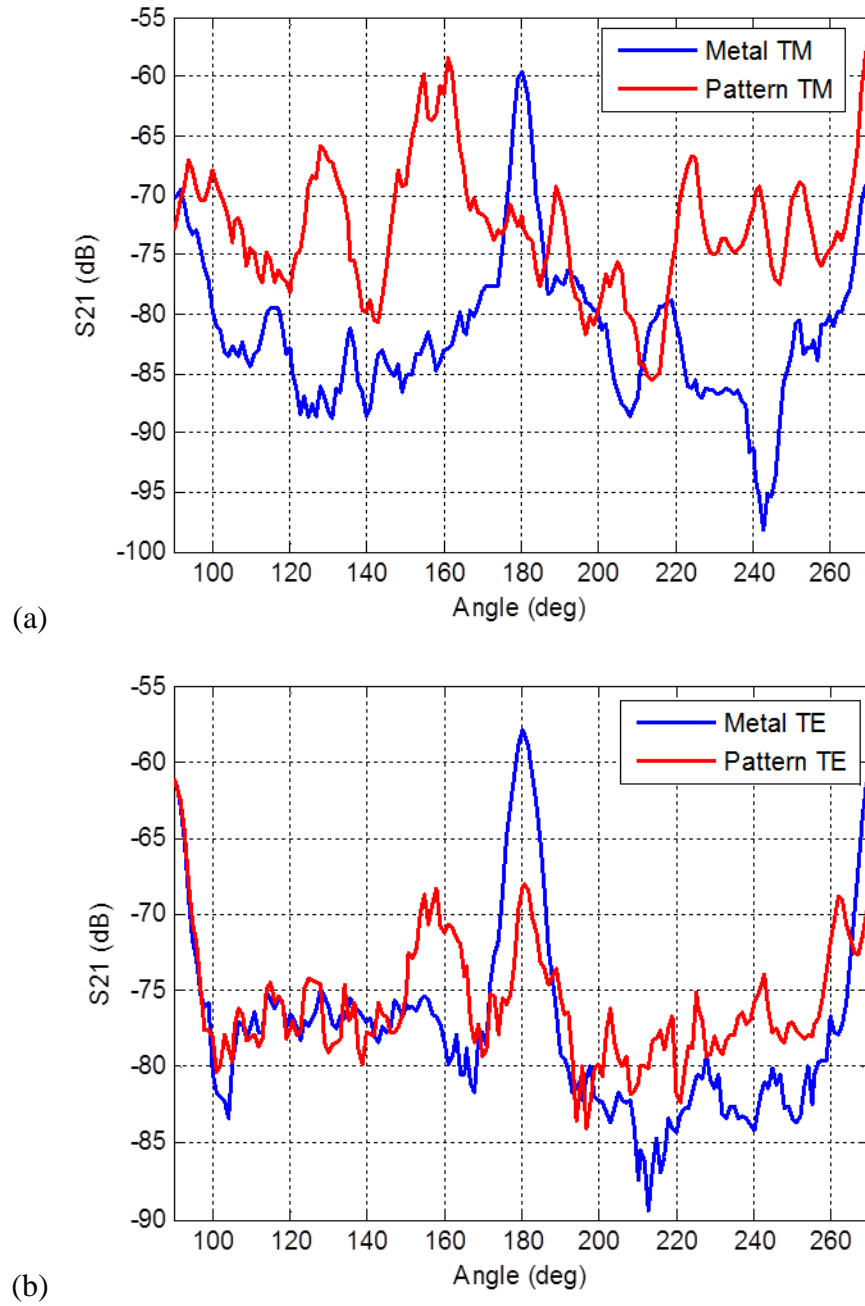 -55
-60
-65
-70
-75
-80
-85
-90
-95
-100
S21 (dB)
Metal TM
Pattern TM
100 120 140 160 180 200 220 240 260
Angle (deg)
(a)
-55
-60
-65
-70
-75
-80
-85
-90
S21 (dB)
Metal TE
Pattern TE
100 120 140 160 180 200 220 240 260
Angle (deg)
(b)